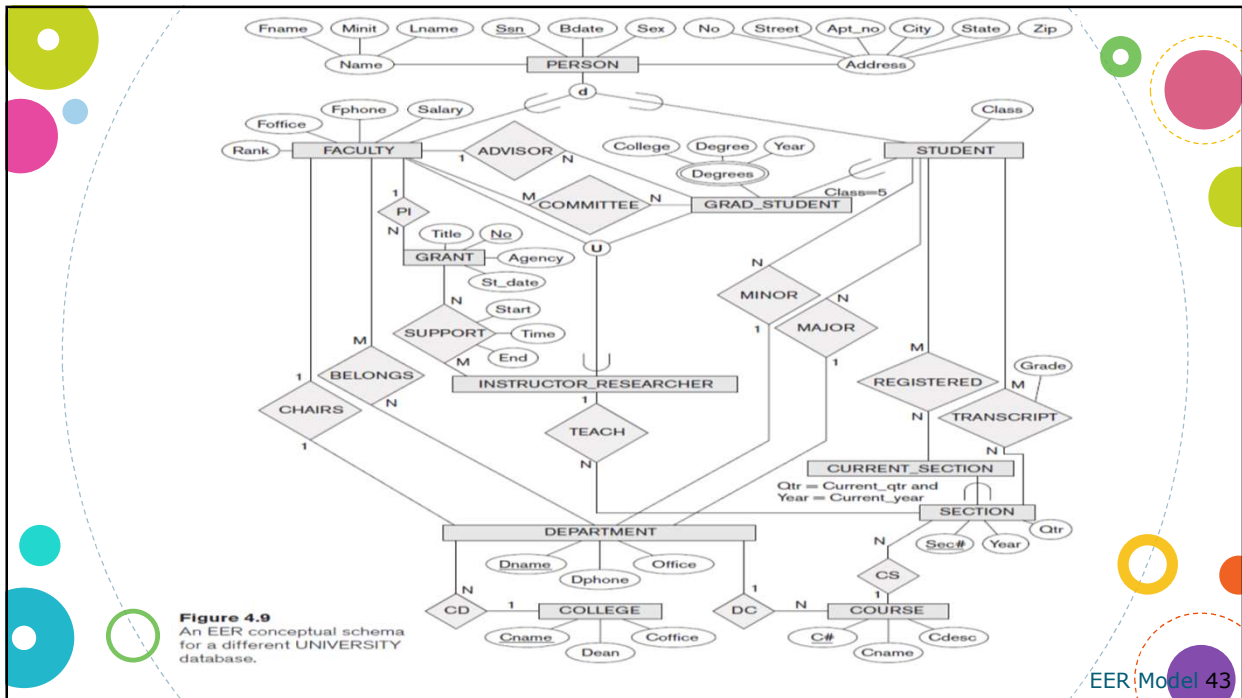 Fname Minit Lname Ssn Bdate Sex No Street Apt_no City State Zip
Name PERSON Address
d
Fphone Salary Class
Foffice
Rank FACULTY 1 ADVISOR N College Degree Year STUDENT
Degrees
Class=5
M COMMITTEE N GRAD_STUDENT
1
PI
N
Title No U
GRANT Agency
St_date
N N
MINOR N
Start 1 MAJOR
SUPPORT Time 1
End
M M M
BELONGS INSTRUCTOR_RESEARCHER REGISTERED Grade
1 N 1 M
CHAIRS N TRANSCRIPT
TEACH
1 N N
CURRENT_SECTION
Qtr = Current_qtr and
Year = Current_year
SECTION
DEPARTMENT Qtr
N Sec# Year
Dname Office
Dphone
N 1 CS
1
CD 1 COLLEGE DC N COURSE
Cname Coffice C# Cdesc
Dean Cname
Figure 4.9
An EER conceptual schema
for a different UNIVERSITY
database.
EER Model 43